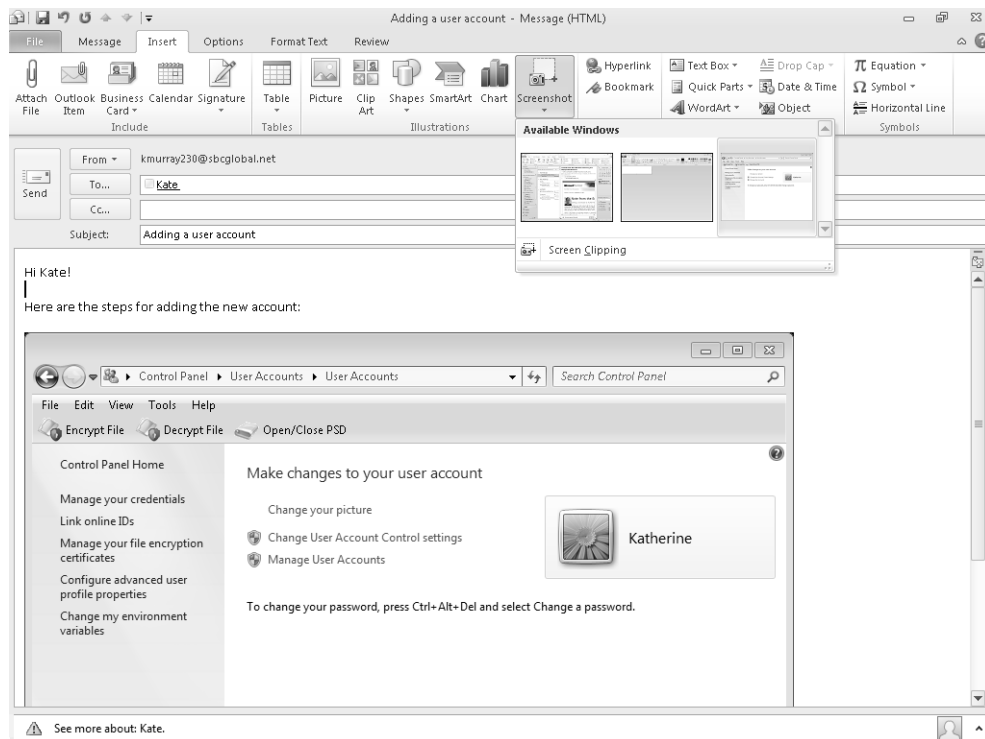 Adding a user account - Message (HTML)
File Message Insert Options Format Text Review
Attach File
Outlook Item
Business Card
Calendar
Signature
Include
Table
Tables
Picture
Clip Art
Shapes
SmartArt
Chart
Screenshot
Illustrations
Hyperlink
Bookmark
Text Box
Quick Parts
WordArt
Drop Cap
Date & Time
Object
π Equation
Ω Symbol
Horizontal Line
Symbols
Available Windows
Screen Clipping
Send
From
kmurray230@sbcglobal.net
To...
Kate
Cc...
Subject:
Adding a user account
Hi Kate!
Here are the steps for adding the new account:
Control Panel User Accounts User Accounts
Search Control Panel
File Edit View Tools Help
Encrypt File Decrypt File Open/Close PSD
Control Panel Home
Manage your credentials
Link online IDs
Manage your file encryption
certificates
Configure advanced user
profile properties
Change my environment
variables
Make changes to your user account
Change your picture
Change User Account Control settings
Manage User Accounts
Katherine
To change your password, press Ctrl+Alt+Del and select Change a password.
See more about: Kate.